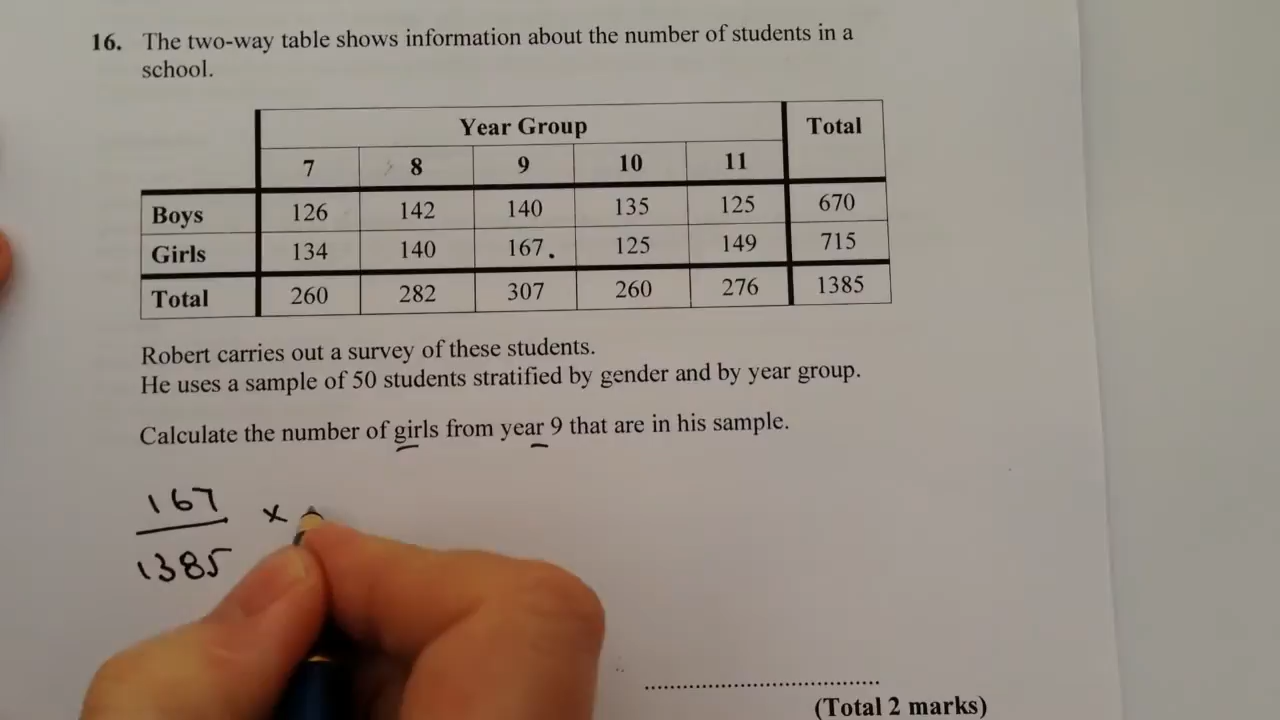 16. The two-way table shows information about the number of students in a
school.
Year Group Total
7 8 9 10 11
Boys 126 142 140 135 125 670
Girls 134 140 167. 125 149 715
Total 260 282 307 260 276 1385
Robert carries out a survey of these students.
He uses a sample of 50 students stratified by gender and by year group.
Calculate the number of girls from year 9 that are in his sample.
167
×
1385
(Total 2 marks)